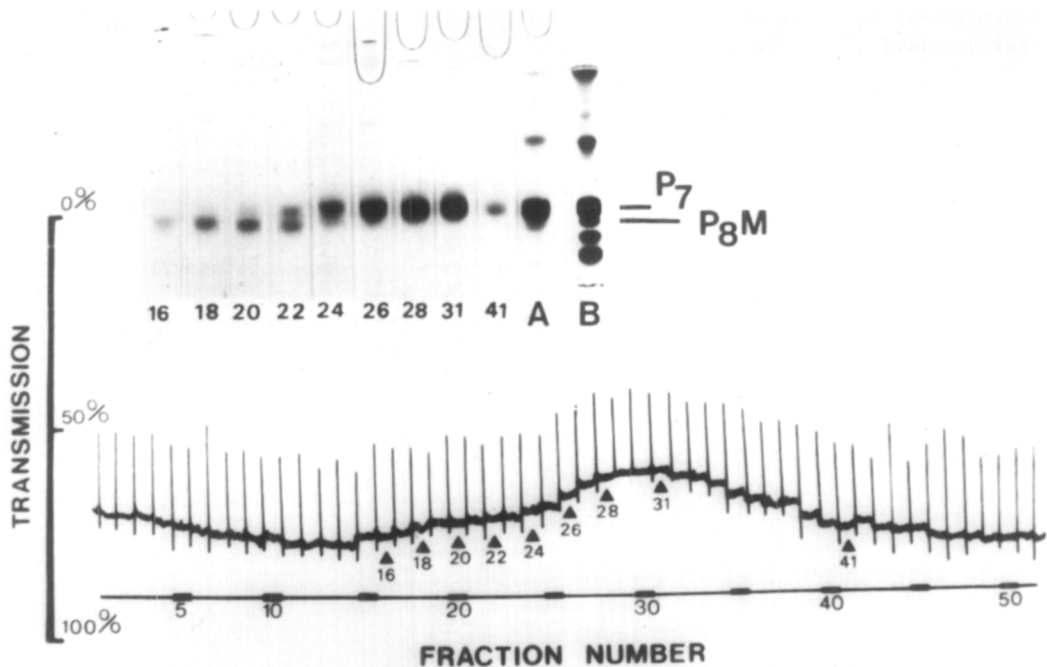 P7
P8M
0%
16 18 20 22 24 26 28 31 41 A B
TRANSMISSION
50%
16 18 20 22 24 26 28 31 41
5 10 20 30 40 50
100%
FRACTION NUMBER